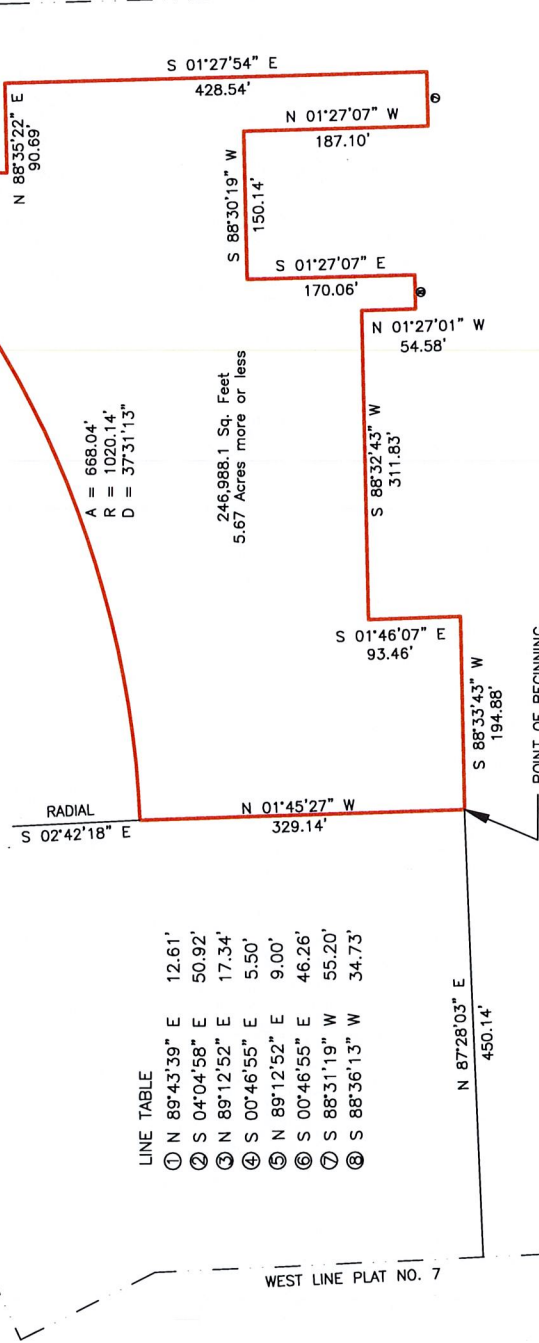 S 01°27'54" E
428.54'
N 88°35'22" E
90.69'
N 01°27'07" W
187.10'
⑦
S 88°30'19" W
150.14'
S 01°27'07" E
170.06'
⑧
N 01°27'01" W
54.58'
A = 668.04'
R = 1020.14'
D = 37°31'13"
246,988.1 Sq. Feet
5.67 Acres more or less
S 88°32'43" W
311.83'
S 01°46'07" E
93.46'
S 88°33'43" W
194.88'
POINT OF BEGINNING
RADIAL
S 02°42'18" E
N 01°45'27" W
329.14'
LINE TABLE
① N 89°43'39" E 12.61'
② S 04°04'58" E 50.92'
③ N 89°12'52" E 17.34'
④ S 00°46'55" E 5.50'
⑤ N 89°12'52" E 9.00'
⑥ S 00°46'55" E 46.26'
⑦ S 88°31'19" W 55.20'
⑧ S 88°36'13" W 34.73'
N 87°28'03" E
450.14'
WEST LINE PLAT NO. 7